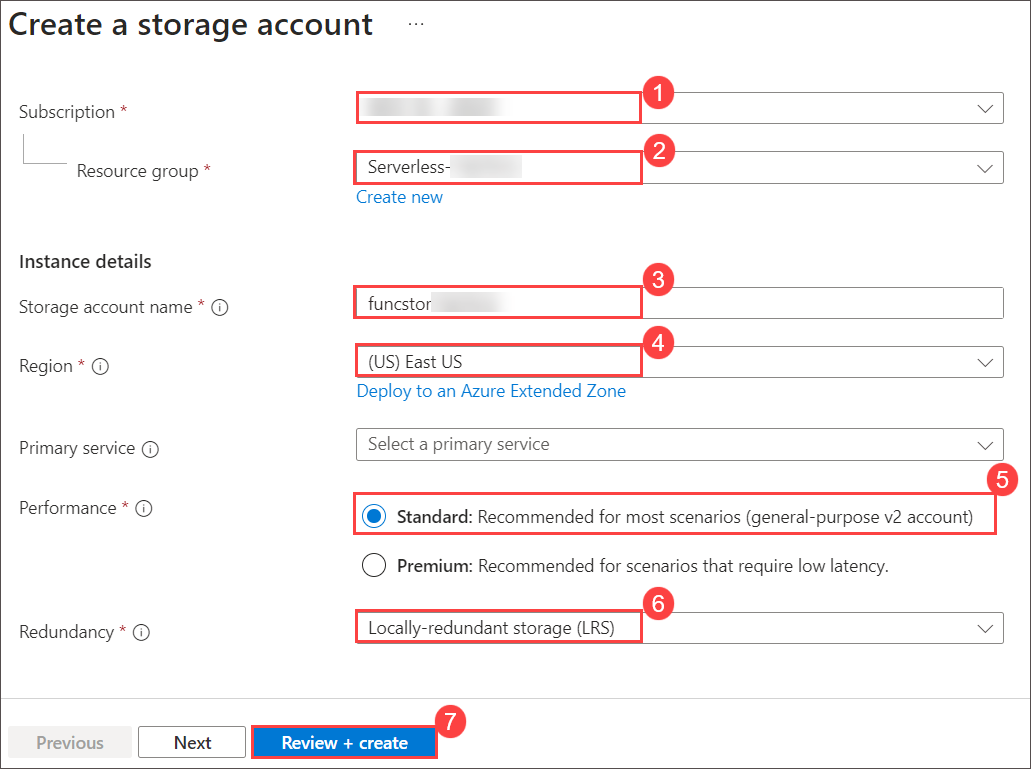 Create a storage account ...
1
Subscription *
2
Resource group * Serverless-
Create new
Instance details
3
Storage account name * funcstor
4
Region * (US) East US
Deploy to an Azure Extended Zone
Primary service Select a primary service
5
Performance * Standard: Recommended for most scenarios (general-purpose v2 account)
Premium: Recommended for scenarios that require low latency.
6
Redundancy * Locally-redundant storage (LRS)
7
Previous Next Review + create